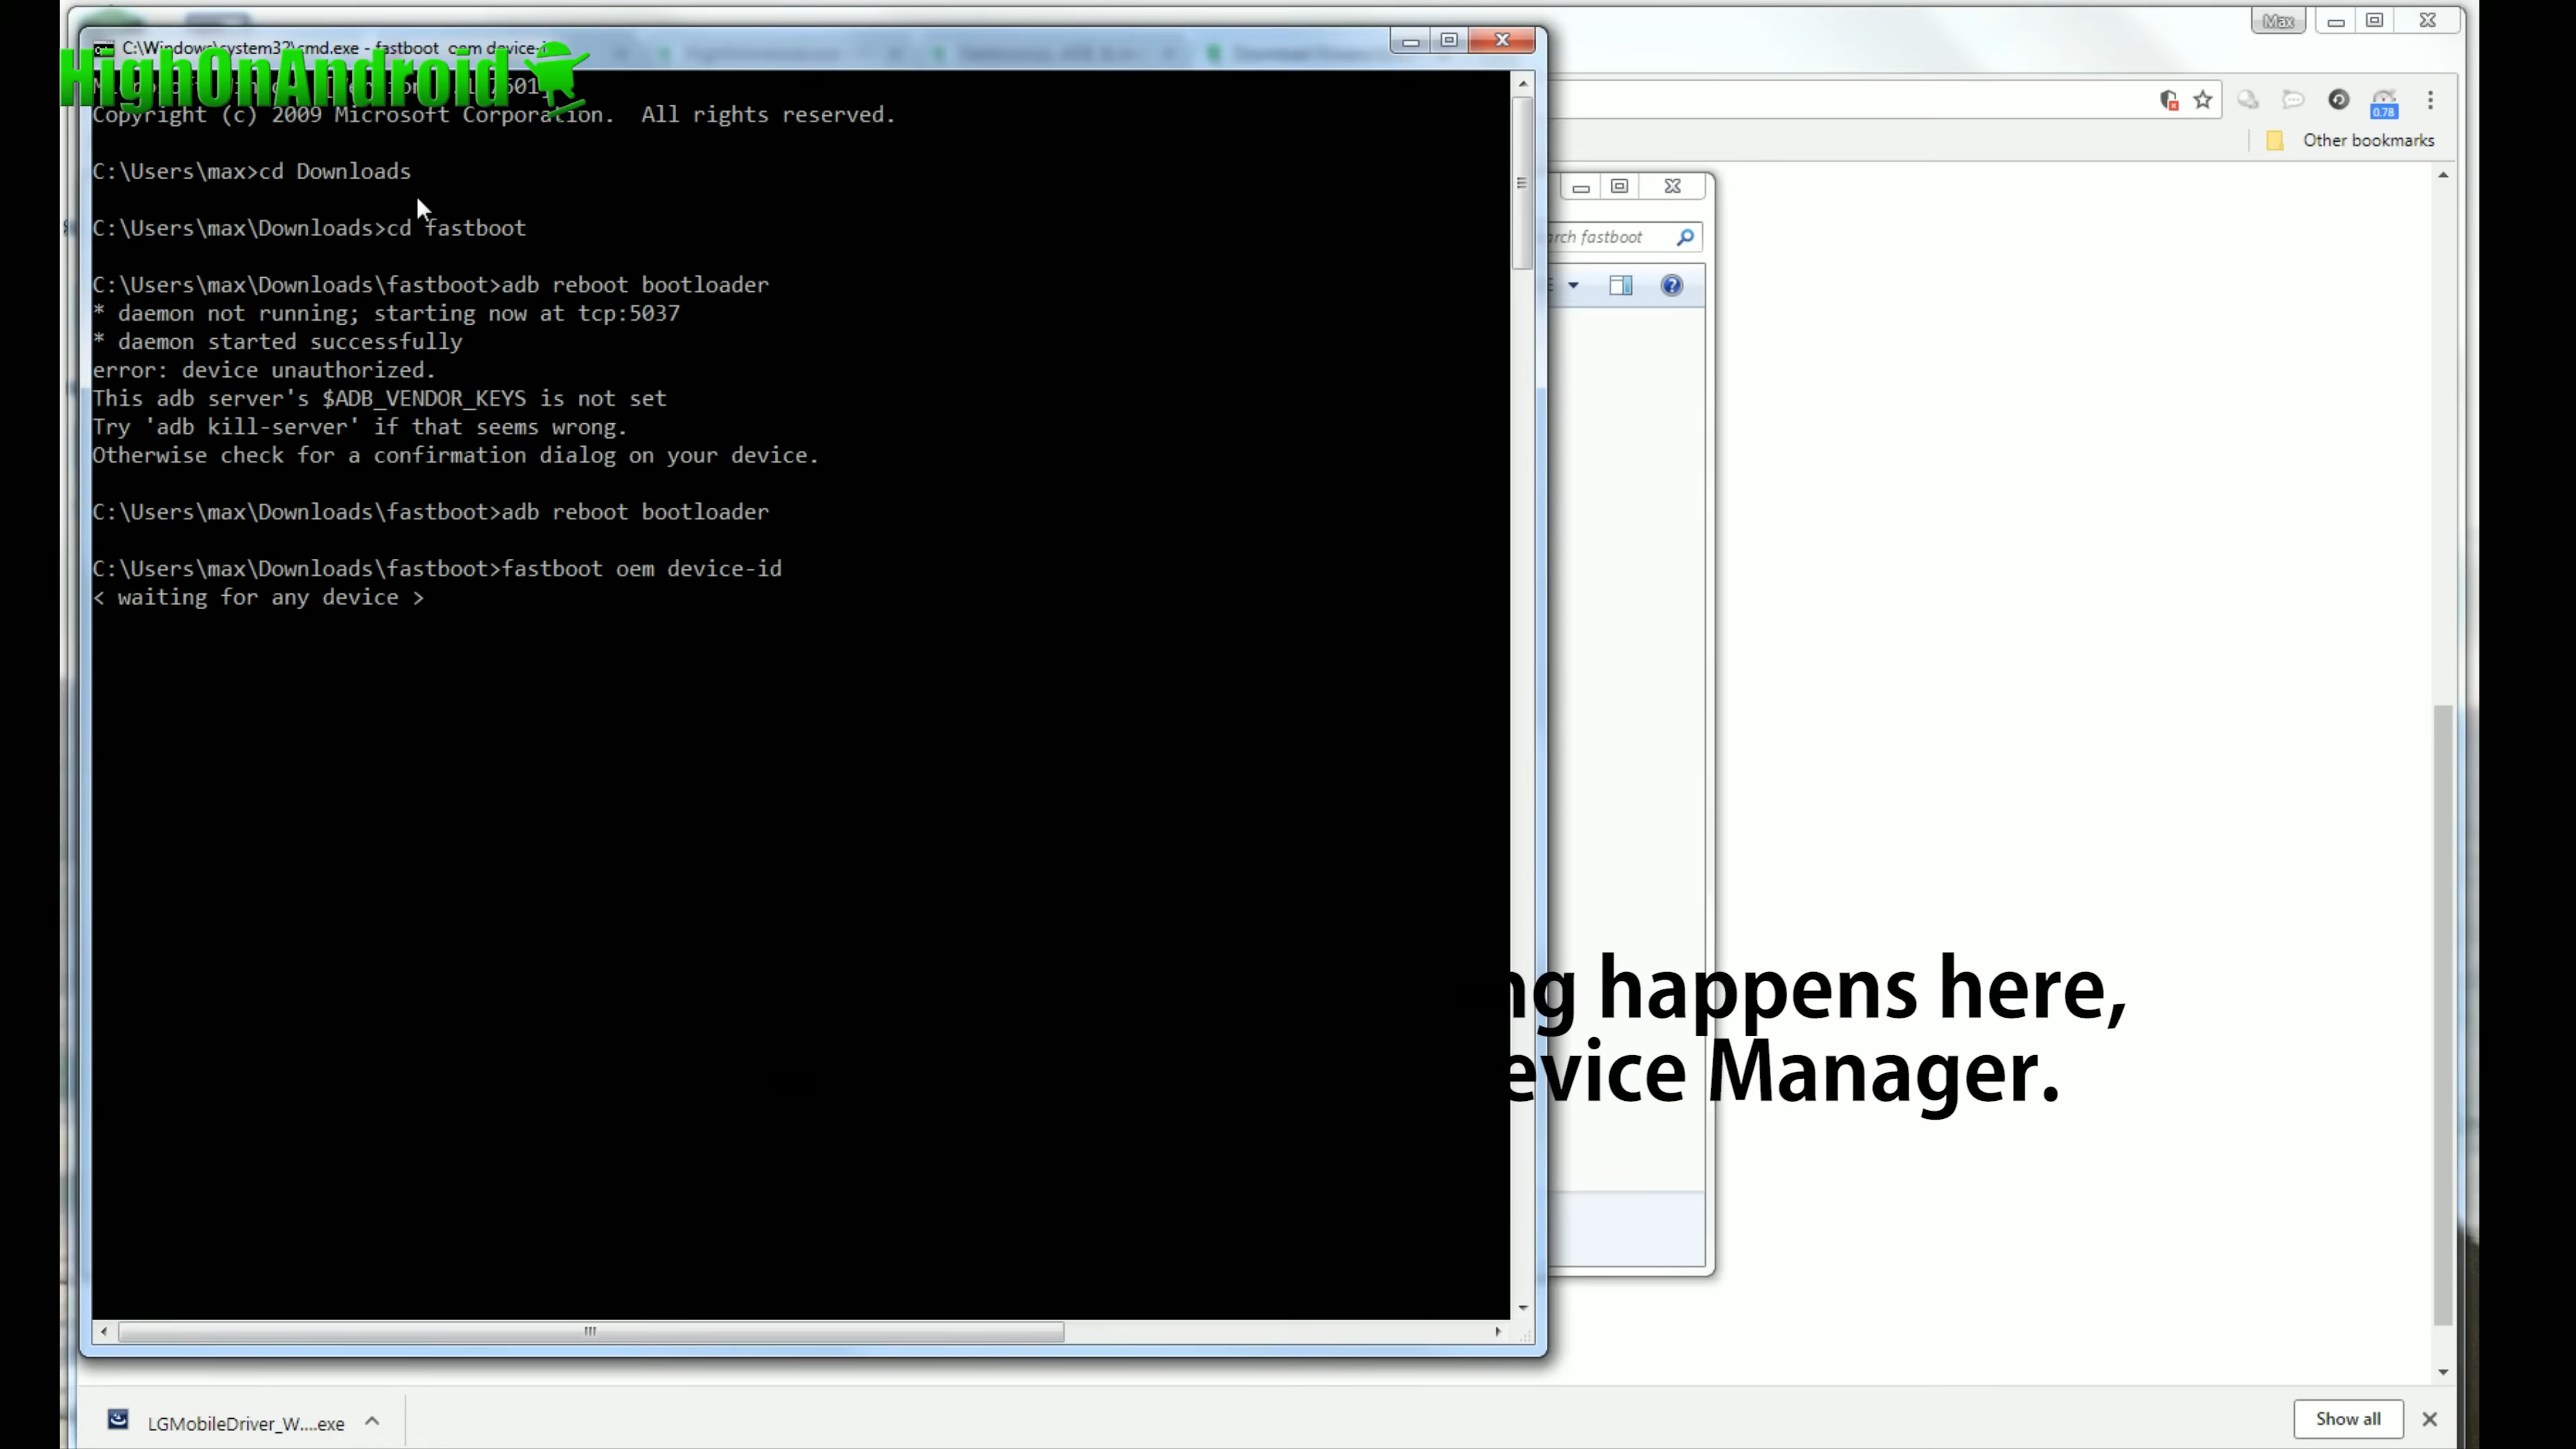 C:\Windows\system32\cmd.exe - fastboot oem device-i
Max
HighOnAndroid
Copyright (c) 2009 Microsoft Corporation.  All rights reserved.
0.78
Other bookmarks
C:\Users\max>cd Downloads
C:\Users\max\Downloads>cd fastboot
arch fastboot
C:\Users\max\Downloads\fastboot>adb reboot bootloader
* daemon not running; starting now at tcp:5037
* daemon started successfully
error: device unauthorized.
This adb server's $ADB_VENDOR_KEYS is not set
Try 'adb kill-server' if that seems wrong.
Otherwise check for a confirmation dialog on your device.
C:\Users\max\Downloads\fastboot>adb reboot bootloader
C:\Users\max\Downloads\fastboot>fastboot oem device-id
< waiting for any device >
ng happens here,
evice Manager.
LGMobileDriver_W....exe
Show all